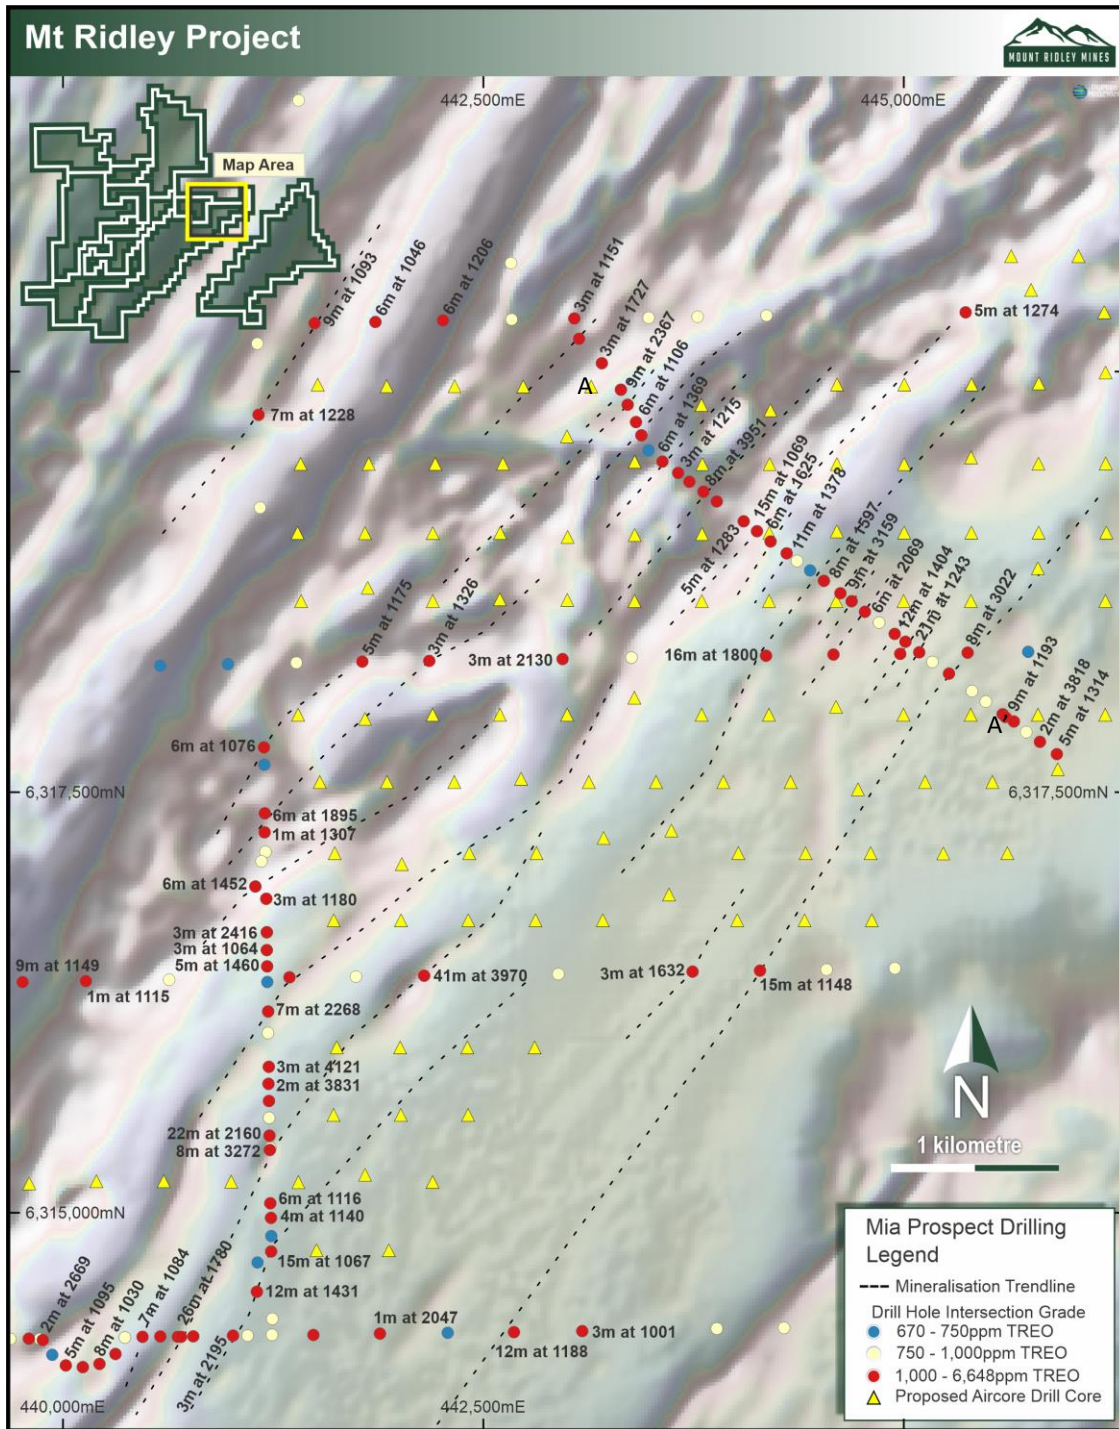 Mt Ridley Project
MOUNT RIDLEY MINES
442,500mE
445,000mE
Map Area
9m at 1093
6m at 1046
6m at 1206
3m at 1151
3m at 1727
5m at 1274
A
9m at 2367
6m at 1106
7m at 1228
6m at 1369
3m at 1215
8m at 3951
5m at 1283
15m at 1069
6m at 1625
11m at 1378
8m at 1597
9m at 3159
6m at 2069
12m at 1404
21m at 1243
8m at 3022
5m at 1175
3m at 1326
3m at 2130
16m at 1800
A
9m at 1193
2m at 3818
5m at 1314
6m at 1076
6,317,500mN
6,317,500mN
6m at 1895
1m at 1307
6m at 1452
3m at 1180
3m at 2416
3m at 1064
5m at 1460
9m at 1149
1m at 1115
41m at 3970
3m at 1632
15m at 1148
7m at 2268
3m at 4121
2m at 3831
22m at 2160
8m at 3272
N
1 kilometre
6m at 1116
4m at 1140
6,315,000mN
15m at 1067
12m at 1431
2m at 2669
5m at 1095
8m at 1030
7m at 1084
26m at 1780
3m at 2195
1m at 2047
12m at 1188
3m at 1001
440,000mE
442,500mE
Mia Prospect Drilling
Legend
Mineralisation Trendline
Drill Hole Intersection Grade
670 - 750ppm TREO
750 - 1,000ppm TREO
1,000 - 6,648ppm TREO
Proposed Aircore Drill Core